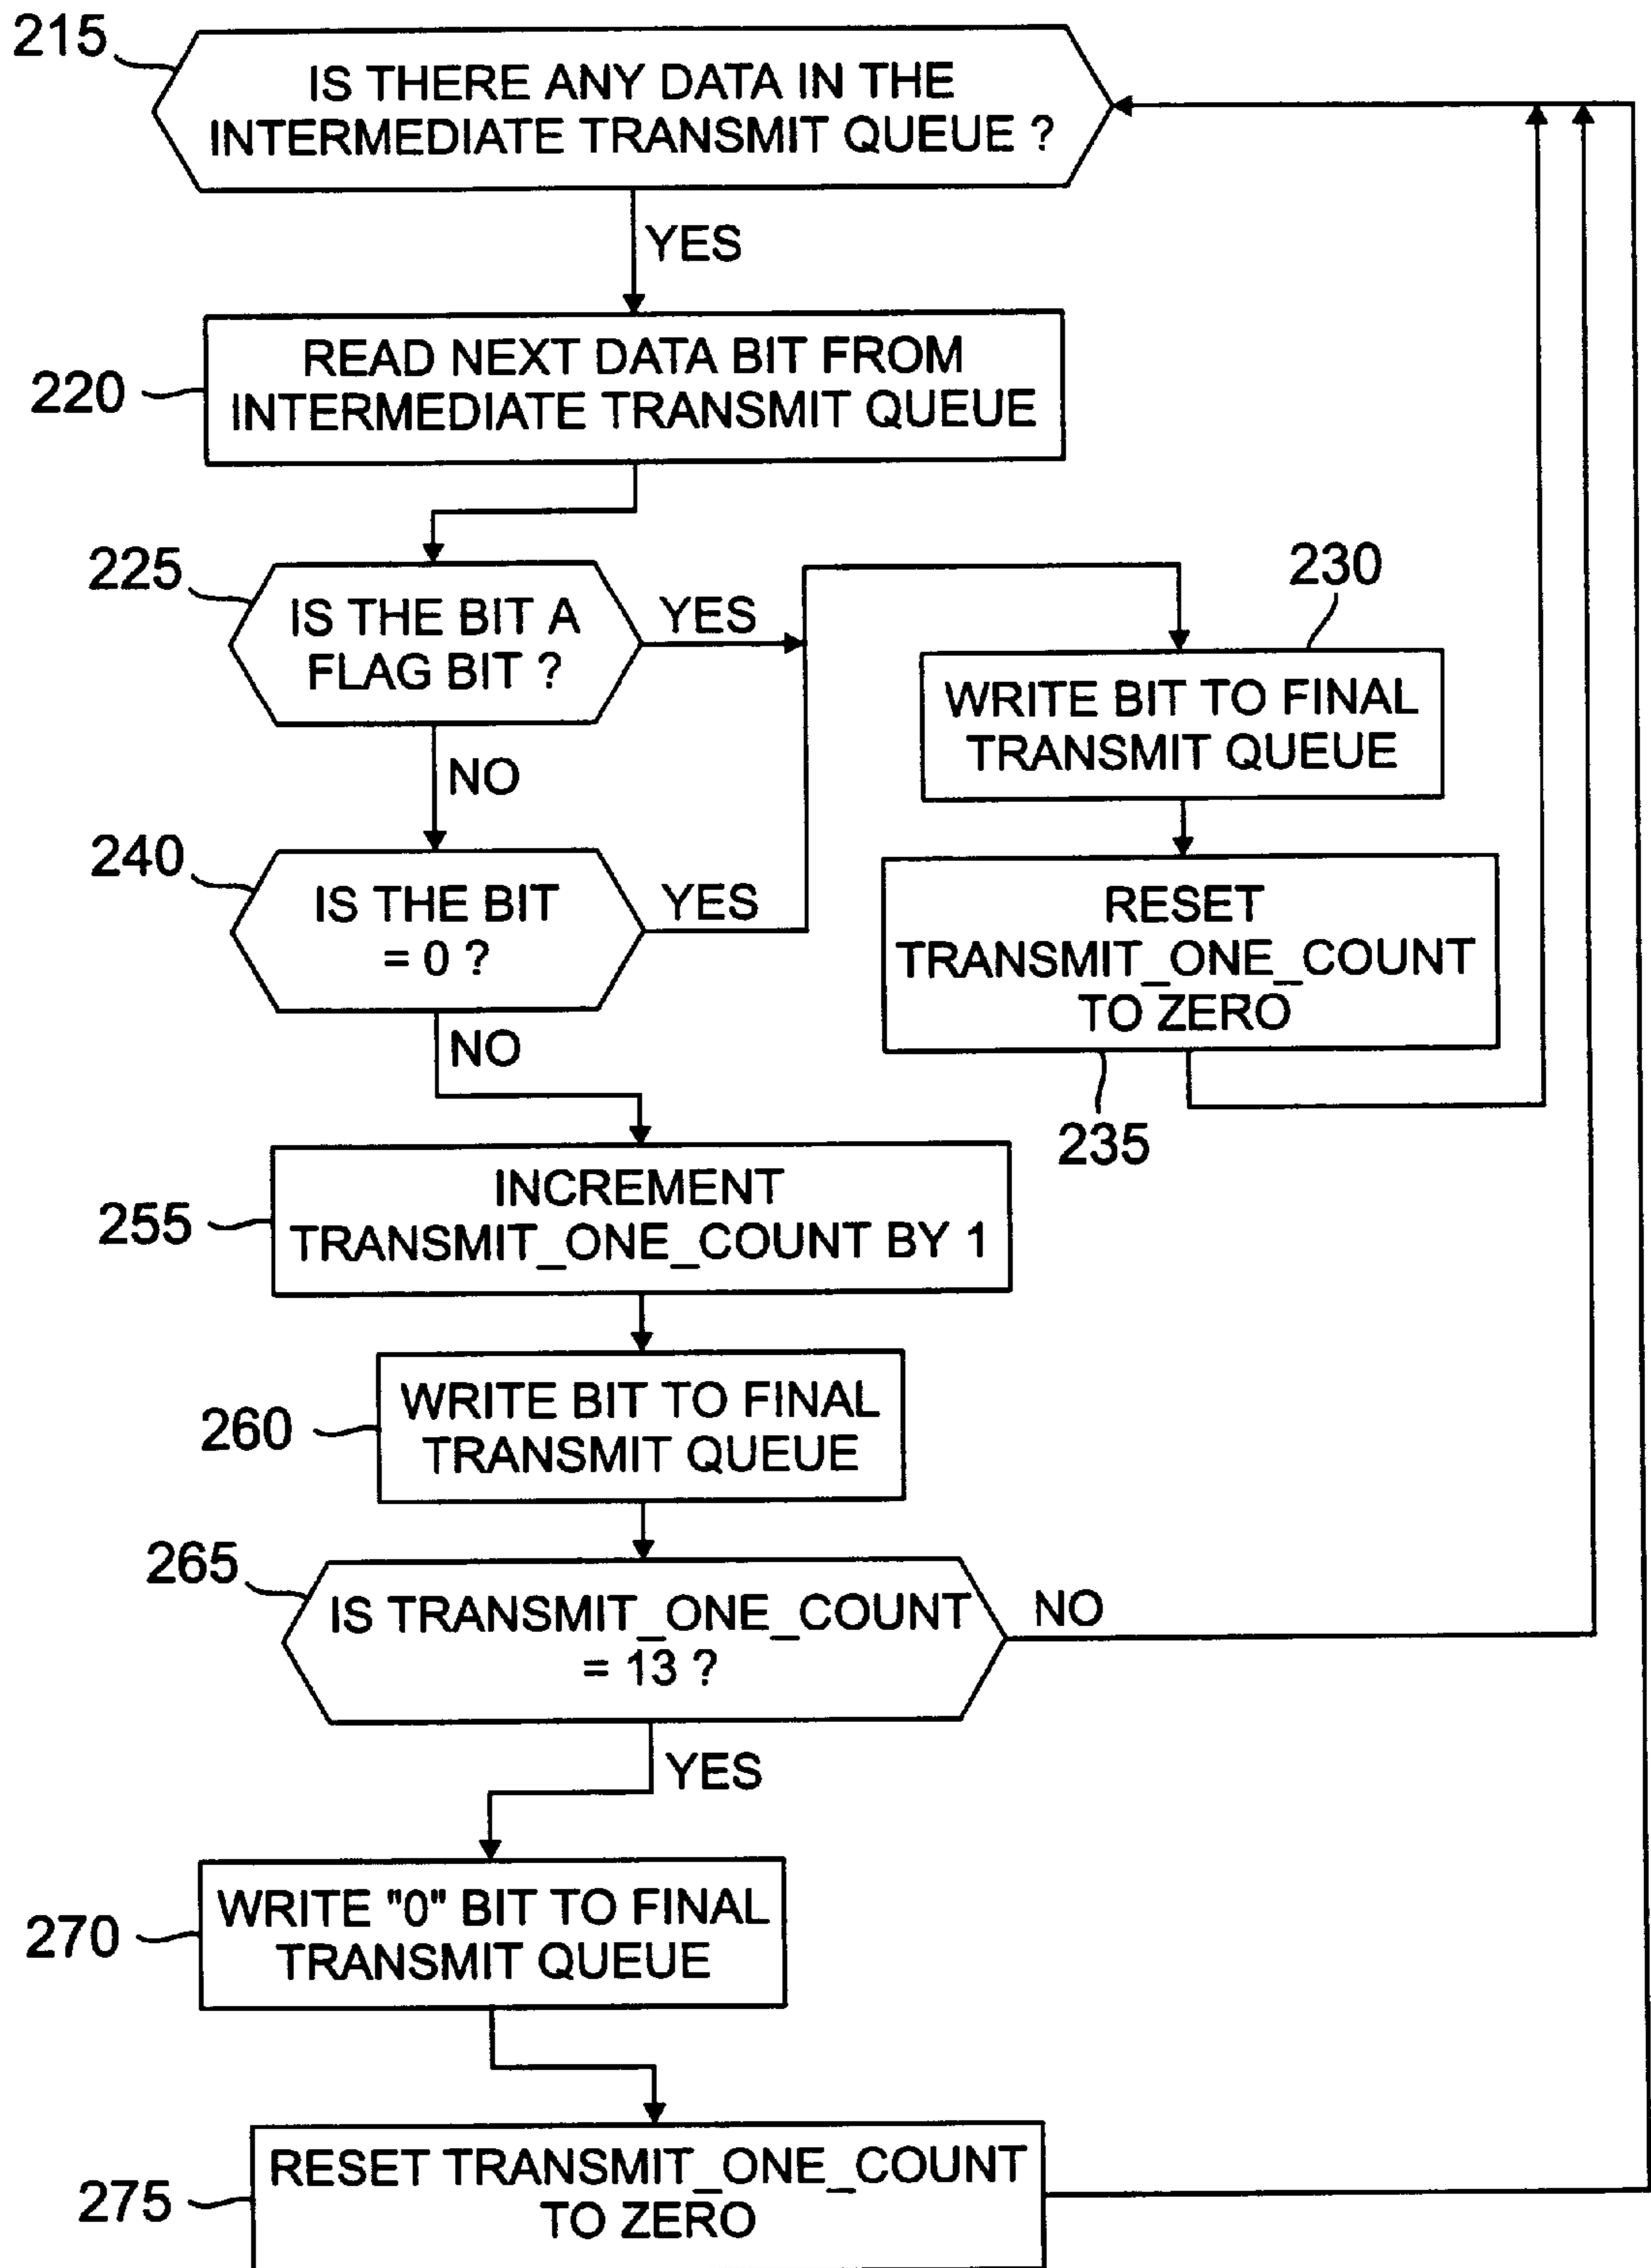 215
IS THERE ANY DATA IN THE
INTERMEDIATE TRANSMIT QUEUE ?
YES
220
READ NEXT DATA BIT FROM
INTERMEDIATE TRANSMIT QUEUE
225
IS THE BIT A
FLAG BIT ?
YES
NO
230
WRITE BIT TO FINAL
TRANSMIT QUEUE
240
IS THE BIT
= 0 ?
YES
NO
RESET
TRANSMIT_ONE_COUNT
TO ZERO
235
255
INCREMENT
TRANSMIT_ONE_COUNT BY 1
260
WRITE BIT TO FINAL
TRANSMIT QUEUE
265
IS TRANSMIT_ONE_COUNT
= 13 ?
NO
YES
270
WRITE "0" BIT TO FINAL
TRANSMIT QUEUE
275
RESET TRANSMIT_ONE_COUNT
TO ZERO